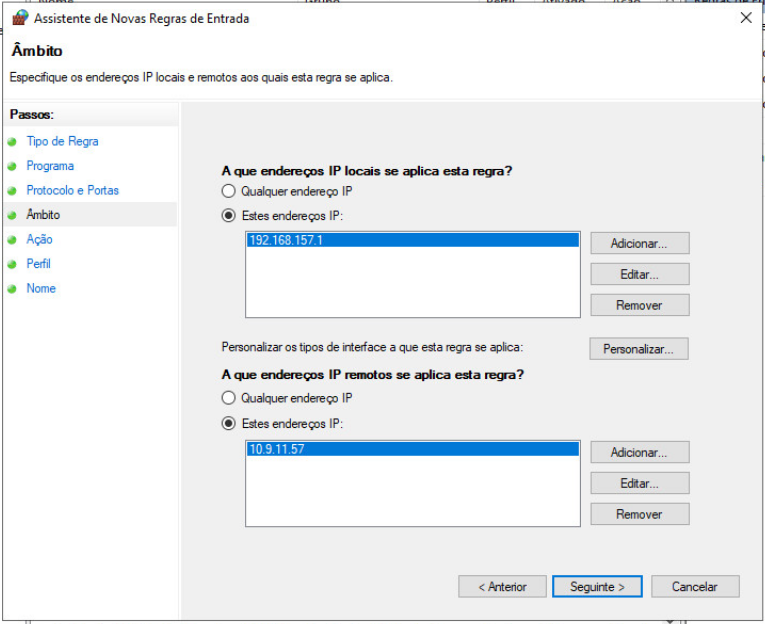 Assistente de Novas Regras de Entrada
Âmbito
Especifique os endereços IP locais e remotos aos quais esta regra se aplica.
Passos:
Tipo de Regra
Programa
Protocolo e Portas
Âmbito
Ação
Perfil
Nome
A que endereços IP locais se aplica esta regra?
Qualquer endereço IP
Estes endereços IP:
192.168.157.1
Adicionar...
Editar...
Remover
Personalizar os tipos de interface a que esta regra se aplica:
Personalizar...
A que endereços IP remotos se aplica esta regra?
Qualquer endereço IP
Estes endereços IP:
10.9.11.57
Adicionar...
Editar...
Remover
< Anterior
Seguinte >
Cancelar